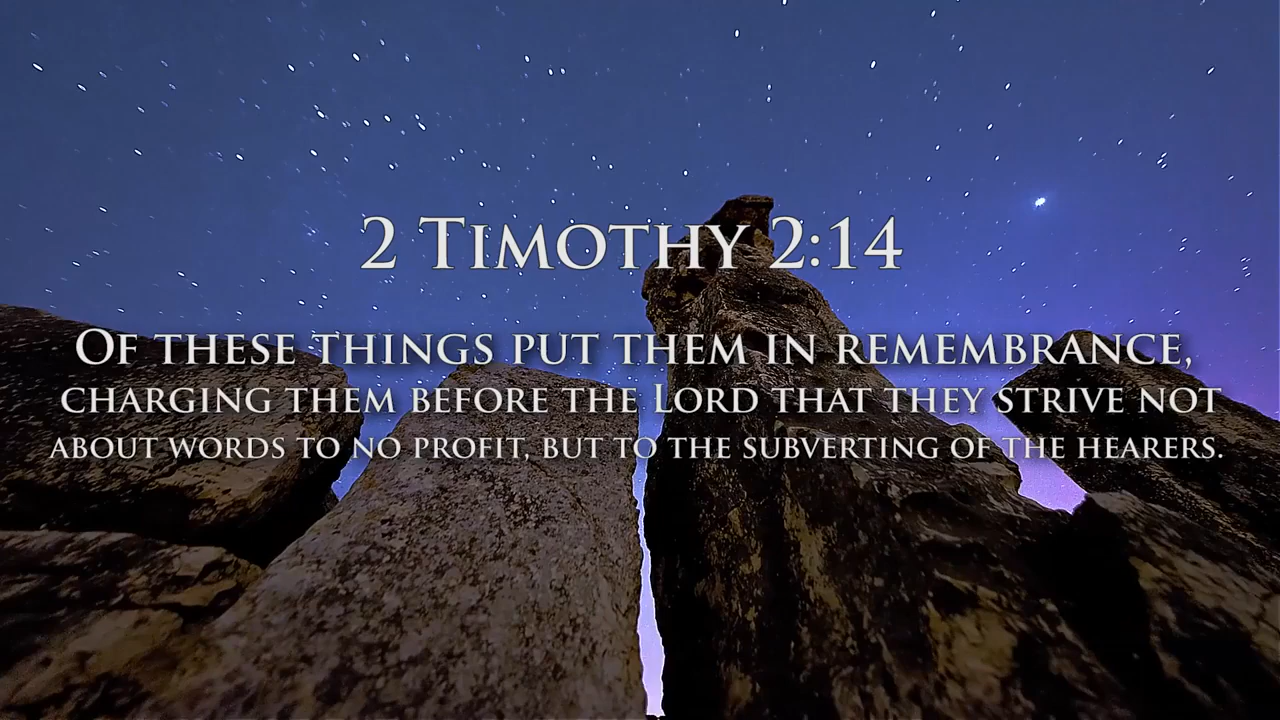 2 Timothy 2:14
Of these things put them in remembrance,
charging them before the Lord that they strive not
about words to no profit, but to the subverting of the hearers.